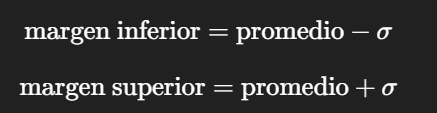 margen inferior = promedio − σ
margen superior = promedio + σ